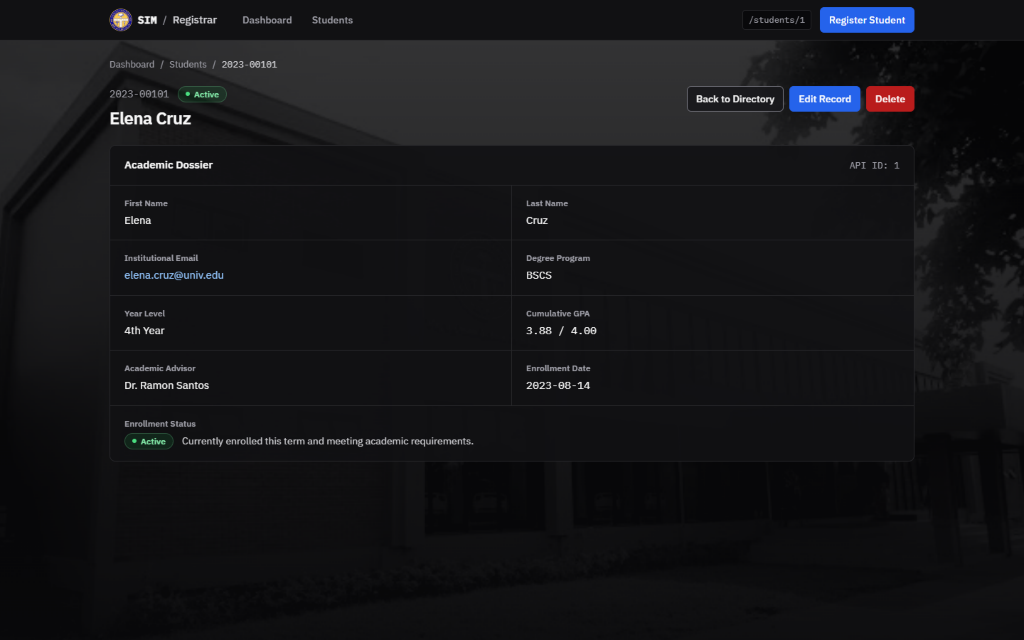 SIM / Registrar Dashboard Students /students/1 Register Student
Dashboard / Students / 2023-00101
2023-00101 Active
Elena Cruz
Back to Directory Edit Record Delete
Academic Dossier API ID: 1
First Name Last Name
Elena Cruz
Institutional Email Degree Program
elena.cruz@univ.edu BSCS
Year Level Cumulative GPA
4th Year 3.88 / 4.00
Academic Advisor Enrollment Date
Dr. Ramon Santos 2023-08-14
Enrollment Status
Active Currently enrolled this term and meeting academic requirements.